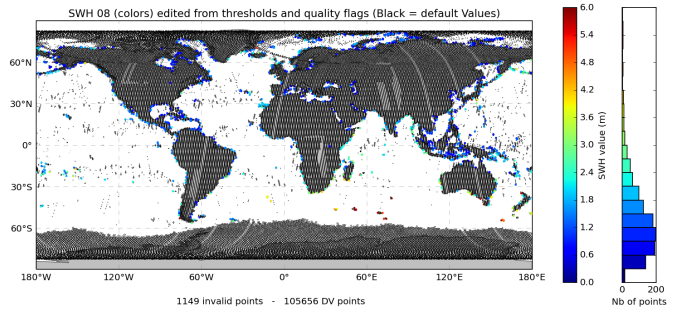 SWH 08 (colors) edited from thresholds and quality flags (Black = default Values)
60°N
30°N
0°
30°S
60°S
180°W
120°W
60°W
0°
60°E
120°E
180°E
1149 invalid points - 105656 DV points
6.0
5.4
4.8
4.2
3.6
3.0
2.4
1.8
1.2
0.6
0.0
SWH value (m)
0
200
Nb of points